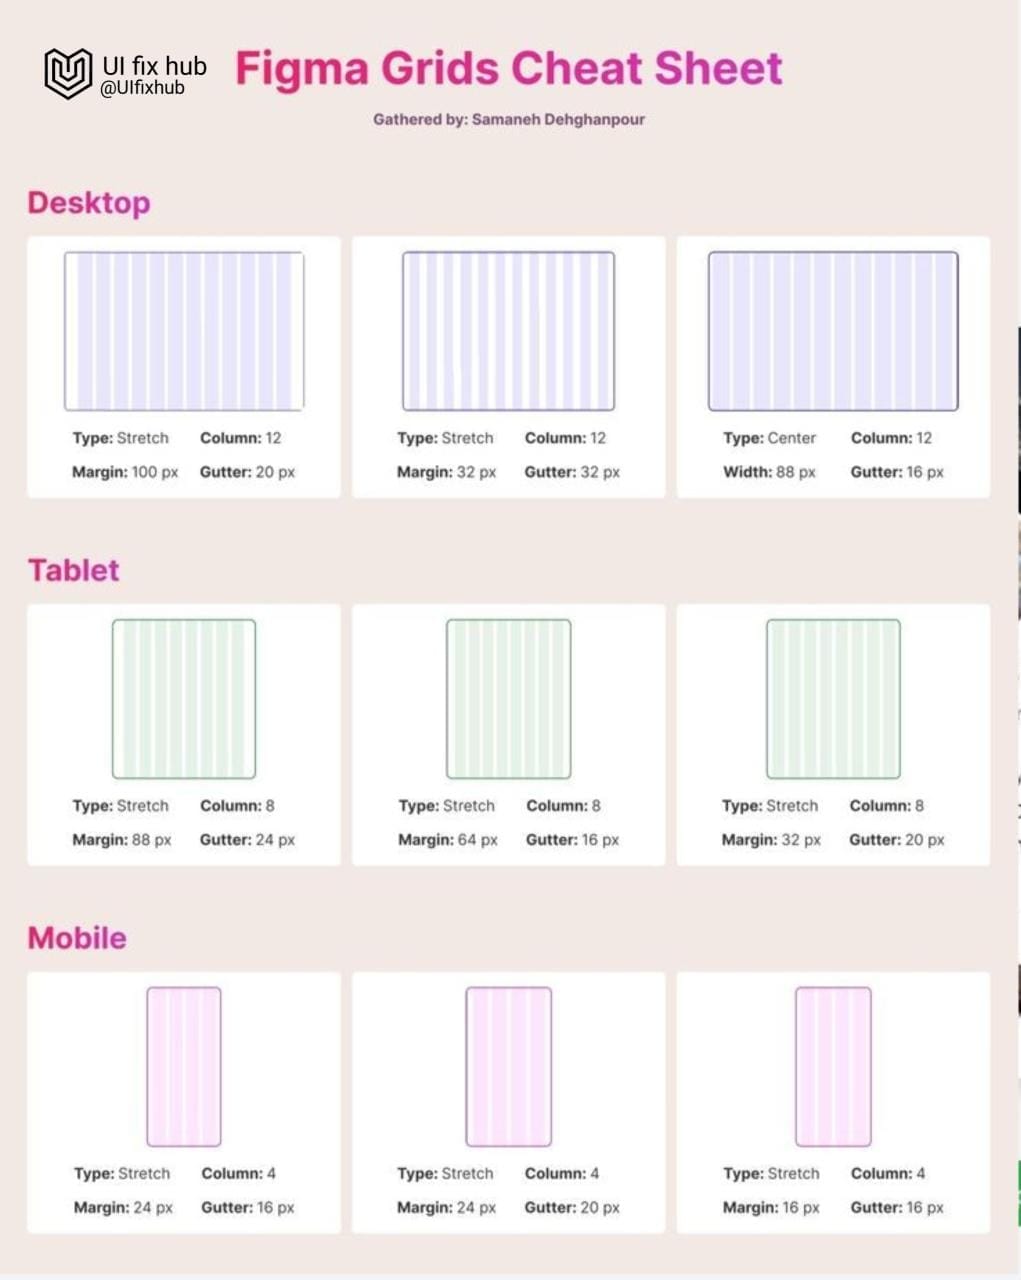 UI fix hub
@UIfixhub
Figma Grids Cheat Sheet
Gathered by: Samaneh Dehghanpour
Desktop
Type: Stretch Column: 12
Margin: 100 px Gutter: 20 px
Type: Stretch Column: 12
Margin: 32 px Gutter: 32 px
Type: Center Column: 12
Width: 88 px Gutter: 16 px
Tablet
Type: Stretch Column: 8
Margin: 88 px Gutter: 24 px
Type: Stretch Column: 8
Margin: 64 px Gutter: 16 px
Type: Stretch Column: 8
Margin: 32 px Gutter: 20 px
Mobile
Type: Stretch Column: 4
Margin: 24 px Gutter: 16 px
Type: Stretch Column: 4
Margin: 24 px Gutter: 20 px
Type: Stretch Column: 4
Margin: 16 px Gutter: 16 px